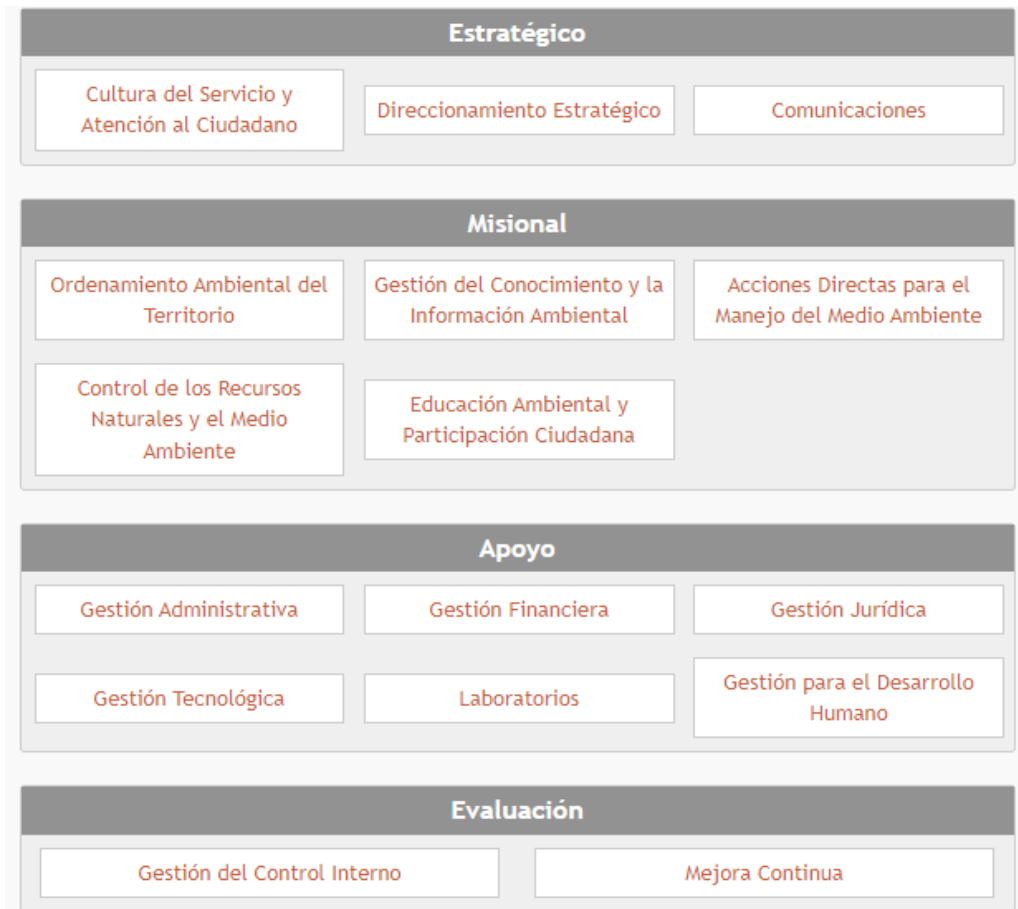 Estratégico
Cultura del Servicio y
Atención al Ciudadano
Direccionamiento Estratégico
Comunicaciones
Misional
Ordenamiento Ambiental del
Territorio
Gestión del Conocimiento y la
Información Ambiental
Acciones Directas para el
Manejo del Medio Ambiente
Control de los Recursos
Naturales y el Medio
Ambiente
Educación Ambiental y
Participación Ciudadana
Apoyo
Gestión Administrativa
Gestión Financiera
Gestión Jurídica
Gestión Tecnológica
Laboratorios
Gestión para el Desarrollo
Humano
Evaluación
Gestión del Control Interno
Mejora Continua